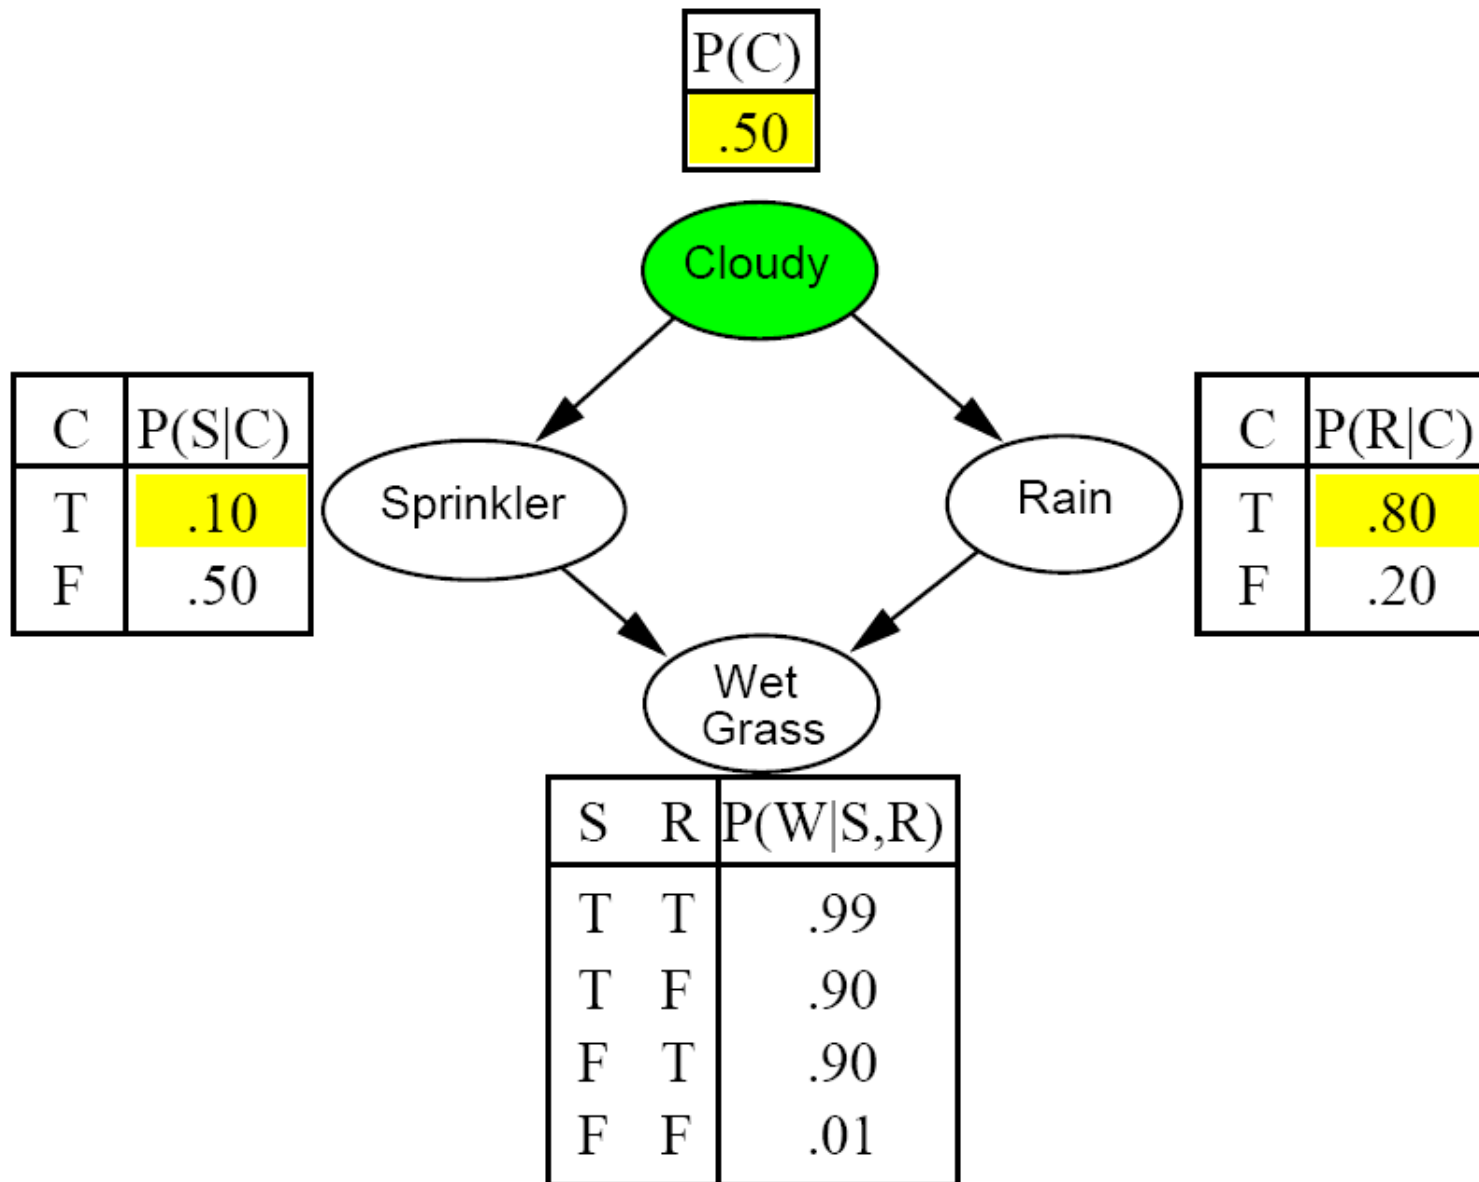 P(C)
.50
Cloudy
C P(S|C)
T .10
F .50
Sprinkler
Rain
C P(R|C)
T .80
F .20
Wet
Grass
S R P(W|S,R)
T T .99
T F .90
F T .90
F F .01